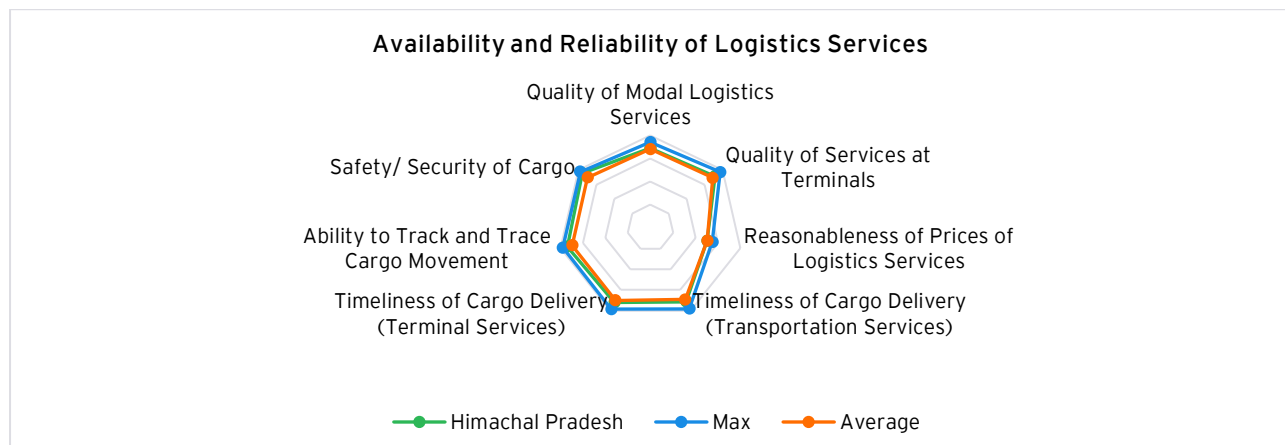 Availability and Reliability of Logistics Services
Quality of Modal Logistics
Services
Safety/ Security of Cargo
Quality of Services at
Terminals
Ability to Track and Trace
Cargo Movement
Reasonableness of Prices of
Logistics Services
Timeliness of Cargo Delivery
(Terminal Services)
Timeliness of Cargo Delivery
(Transportation Services)
Himachal Pradesh
Max
Average